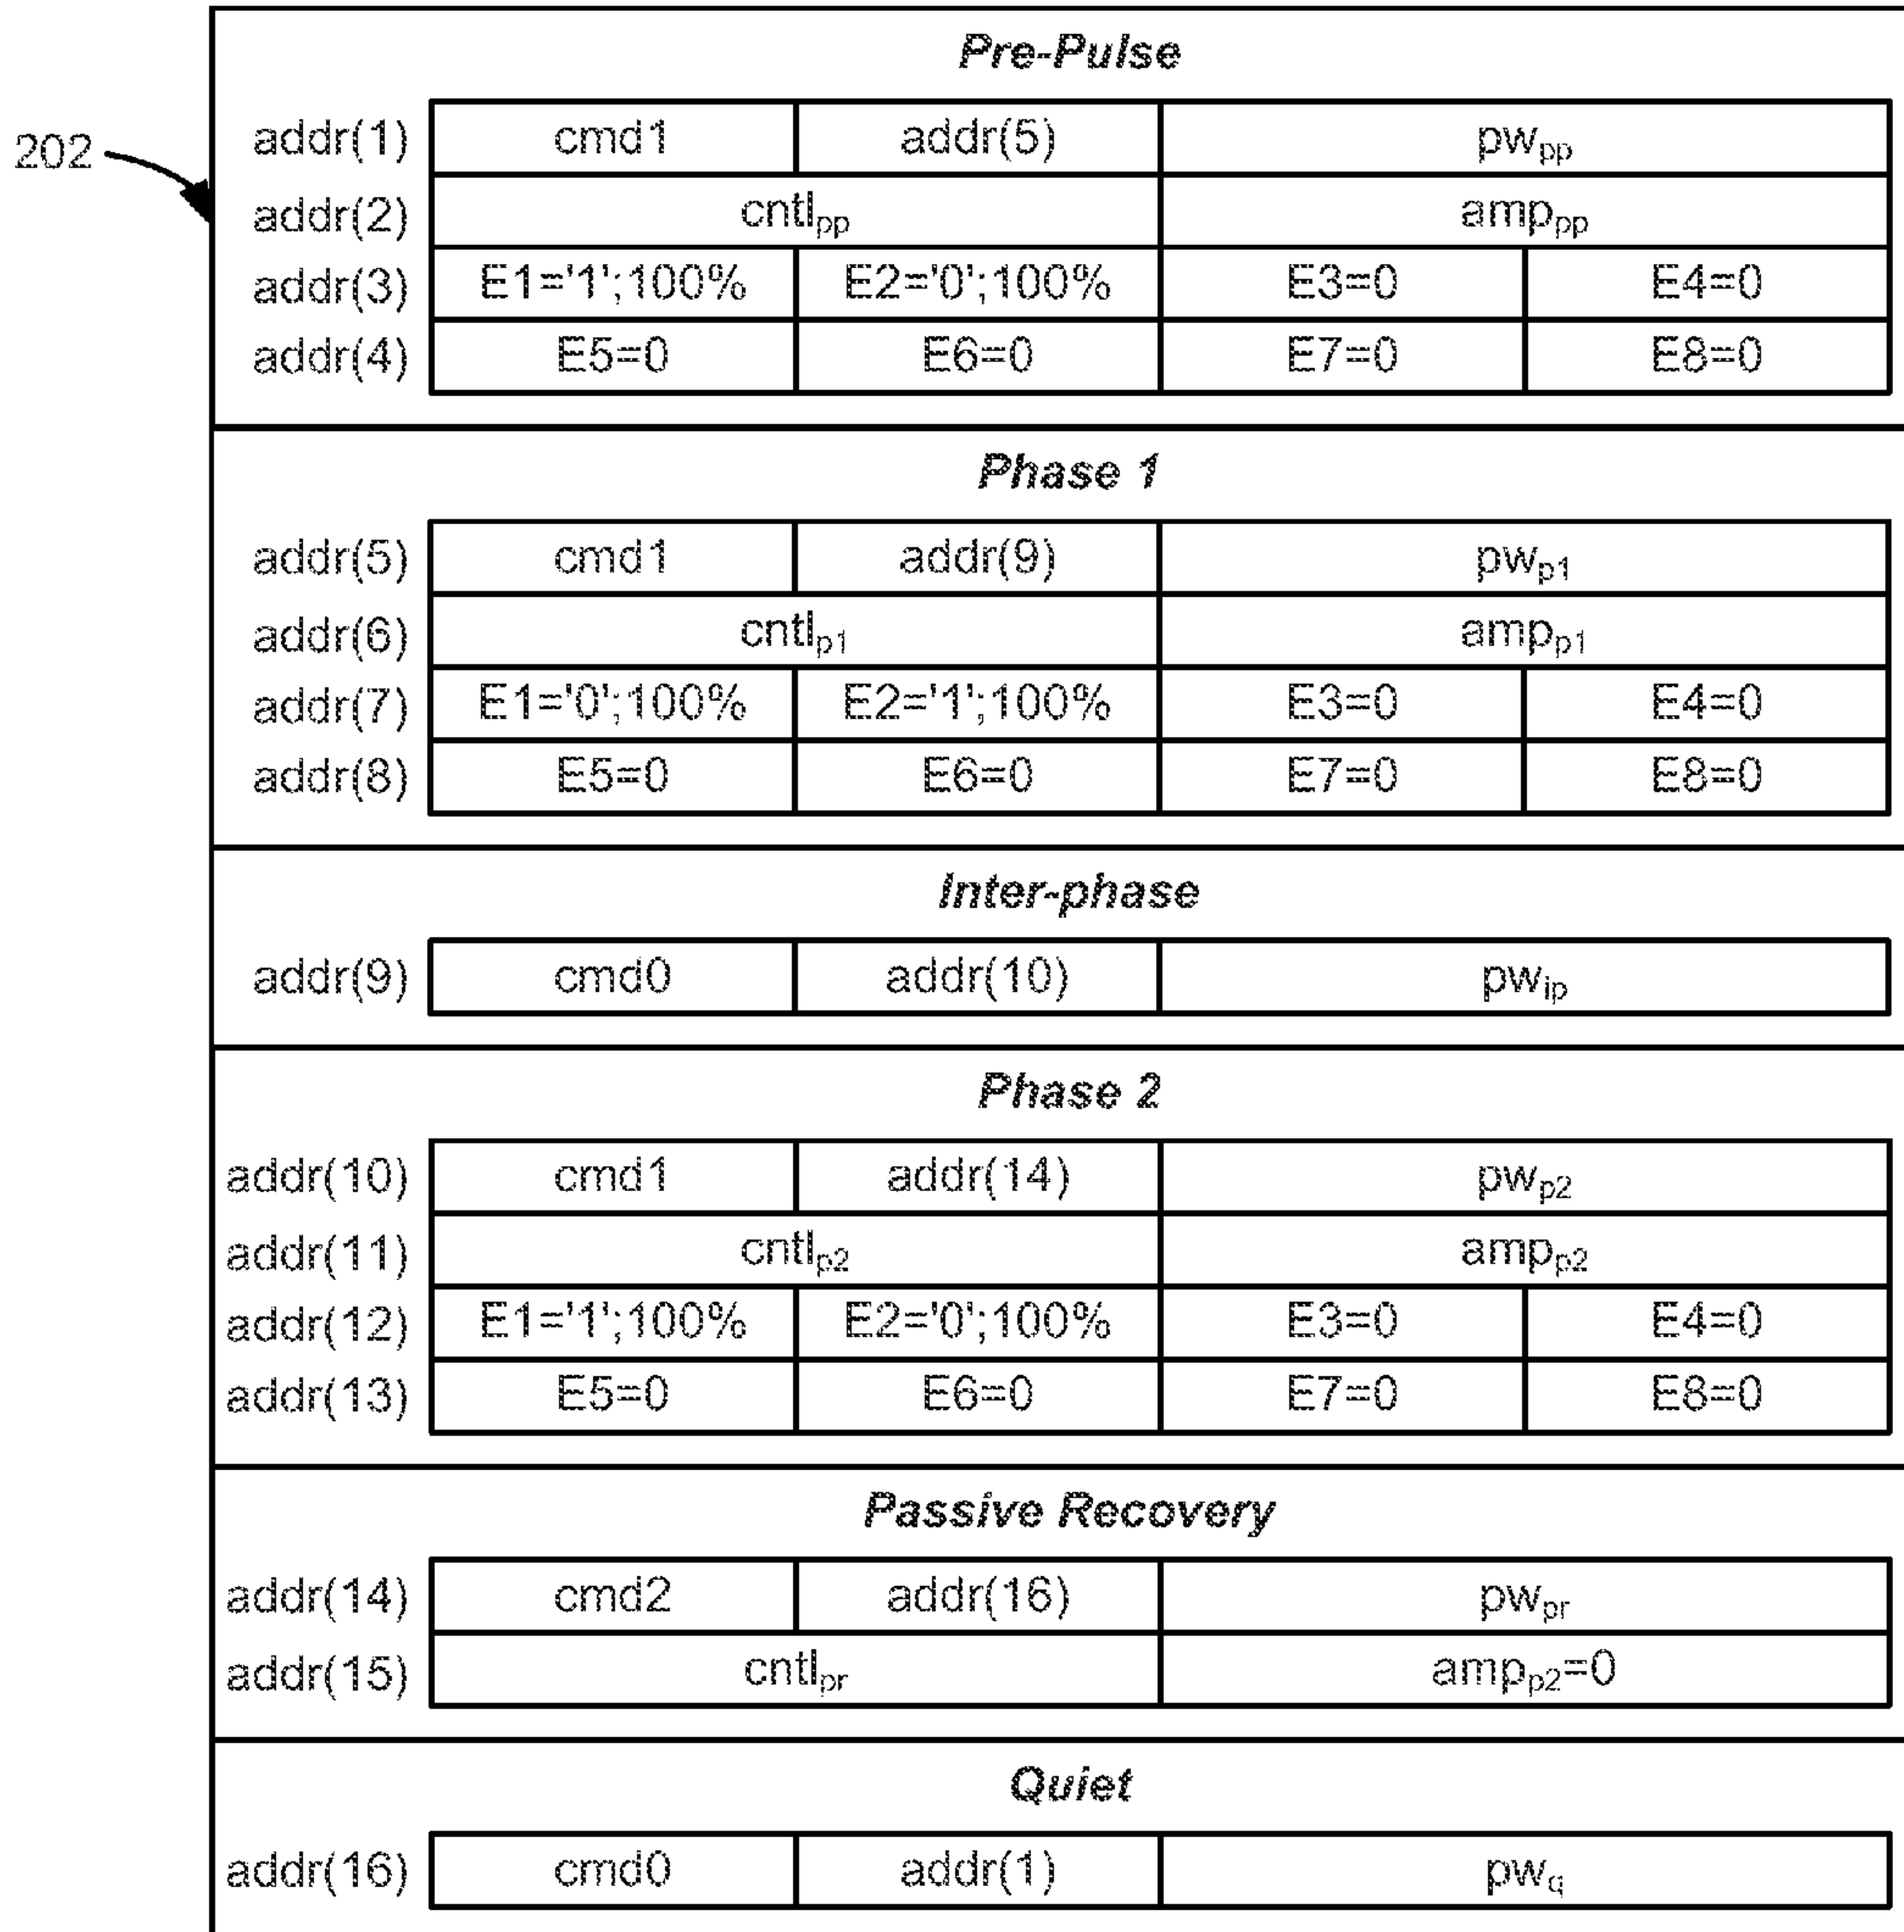 Pre-Pulse
202
addr(1) cmd1 addr(5) pwpp
addr(2) cntlpp amppp
addr(3) E1='1';100% E2='0';100% E3=0 E4=0
addr(4) E5=0 E6=0 E7=0 E8=0
Phase 1
addr(5) cmd1 addr(9) pwp1
addr(6) cntlp1 ampp1
addr(7) E1='0';100% E2='1';100% E3=0 E4=0
addr(8) E5=0 E6=0 E7=0 E8=0
Inter-phase
addr(9) cmd0 addr(10) pwip
Phase 2
addr(10) cmd1 addr(14) pwp2
addr(11) cntlp2 ampp2
addr(12) E1='1';100% E2='0';100% E3=0 E4=0
addr(13) E5=0 E6=0 E7=0 E8=0
Passive Recovery
addr(14) cmd2 addr(16) pwpr
addr(15) cntlpr ampp2=0
Quiet
addr(16) cmd0 addr(1) pwq